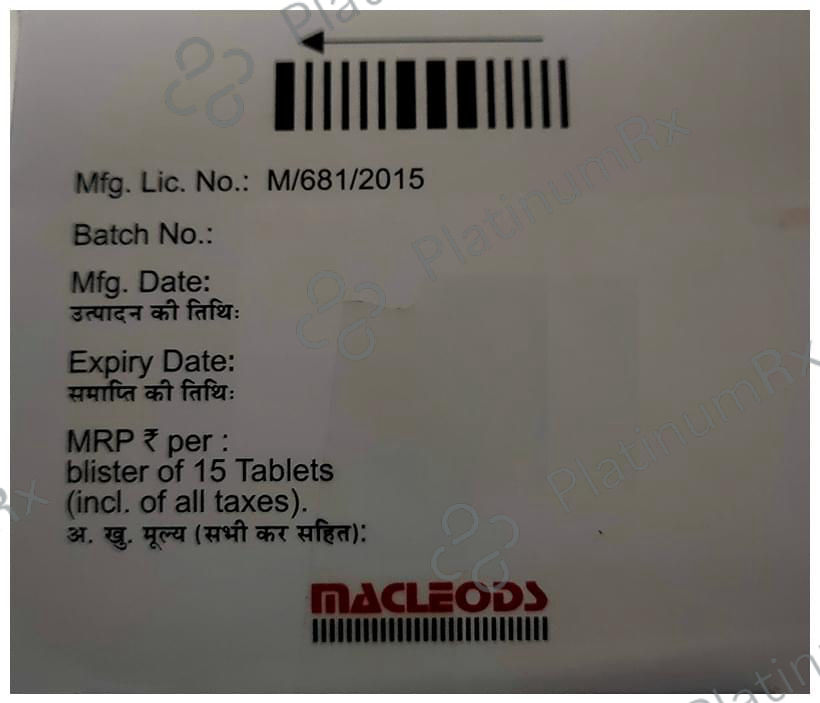 PlatinumRx
Mfg. Lic. No.: M/681/2015
Batch No.:
PlatinumRx
Mfg. Date:
उत्पादन की तिथिः
Expiry Date:
समाप्ति की तिथिः
MRP ₹ per :
blister of 15 Tablets
(incl. of all taxes).
अ. खु. मूल्य (सभी कर सहित):
PlatinumRx
MACLEODS